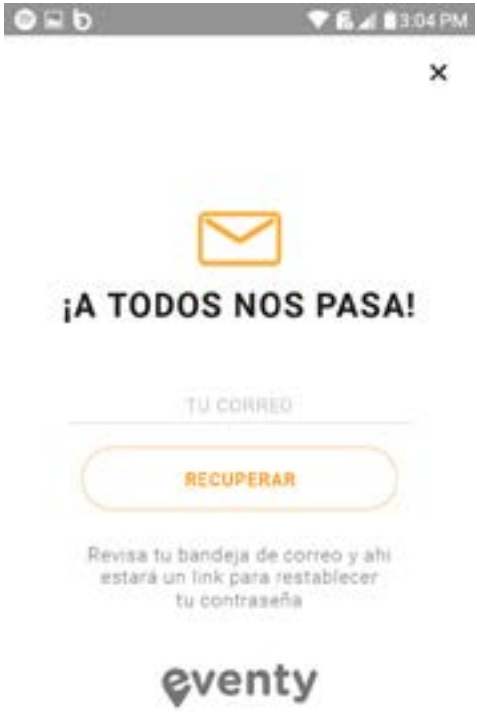 3:04 PM
¡A TODOS NOS PASA!
TU CORREO
RECUPERAR
Revisa tu bandeja de correo y ahi
estará un link para restablecer
tu contraseña
eventy